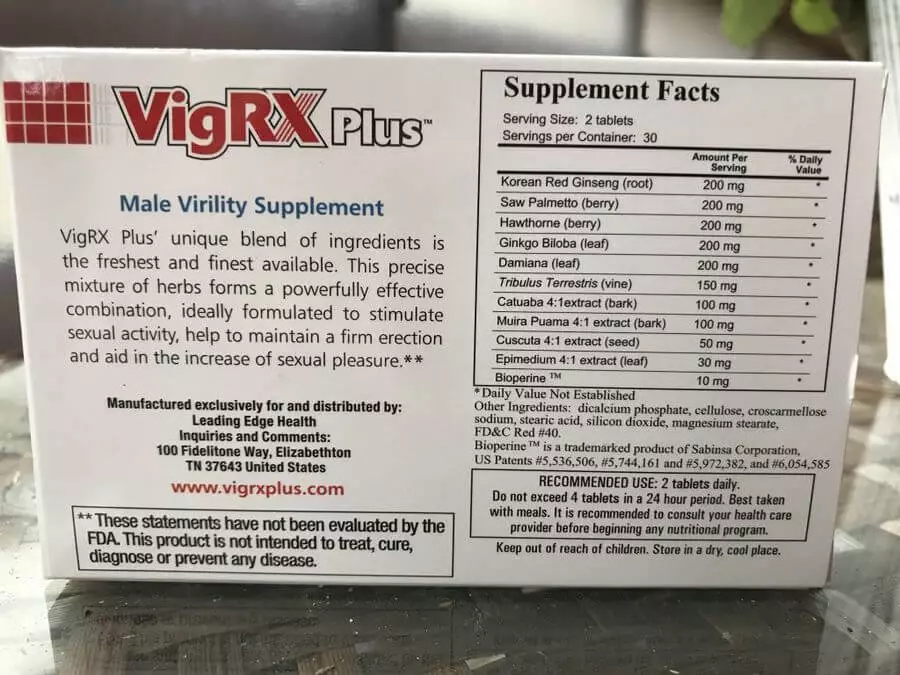 VigRX Plus™
Male Virility Supplement
VigRX Plus' unique blend of ingredients is
the freshest and finest available. This precise
mixture of herbs forms a powerfully effective
combination, ideally formulated to stimulate
sexual activity, help to maintain a firm erection
and aid in the increase of sexual pleasure.**
Manufactured exclusively for and distributed by:
Leading Edge Health
Inquiries and Comments:
100 Fidelitone Way, Elizabethton
TN 37643 United States
www.vigrxplus.com
** These statements have not been evaluated by the
FDA. This product is not intended to treat, cure,
diagnose or prevent any disease.
Supplement Facts
Serving Size: 2 tablets
Servings per Container: 30
Amount Per Serving % Daily Value
Korean Red Ginseng (root) 200 mg *
Saw Palmetto (berry) 200 mg *
Hawthorne (berry) 200 mg *
Ginkgo Biloba (leaf) 200 mg *
Damiana (leaf) 200 mg *
Tribulus Terrestris (vine) 150 mg *
Catuaba 4:1extract (bark) 100 mg *
Muira Puama 4:1 extract (bark) 100 mg *
Cuscuta 4:1 extract (seed) 50 mg *
Epimedium 4:1 extract (leaf) 30 mg *
Bioperine ™ 10 mg *
*Daily Value Not Established
Other Ingredients: dicalcium phosphate, cellulose, croscarmellose
sodium, stearic acid, silicon dioxide, magnesium stearate,
FD&C Red #40.
Bioperine™ is a trademarked product of Sabinsa Corporation,
US Patents #5,536,506, #5,744,161 and #5,972,382, and #6,054,585
RECOMMENDED USE: 2 tablets daily.
Do not exceed 4 tablets in a 24 hour period. Best taken
with meals. It is recommended to consult your health care
provider before beginning any nutritional program.
Keep out of reach of children. Store in a dry, cool place.